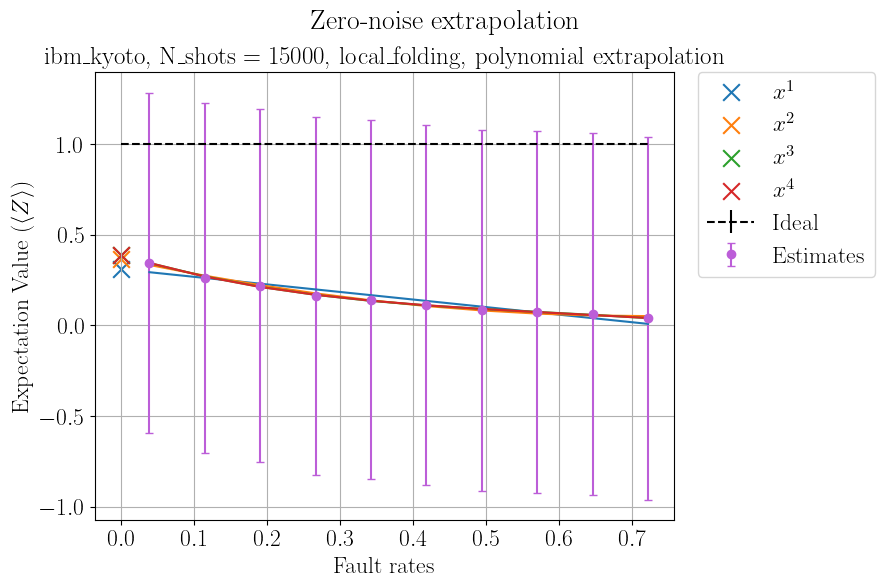 Zero-noise extrapolation
ibm_kyoto, N_shots = 15000, local_folding, polynomial extrapolation
Expectation Value (⟨Z⟩)
1.0
0.5
0.0
−0.5
−1.0
0.0 0.1 0.2 0.3 0.4 0.5 0.6 0.7
Fault rates
x¹
x²
x³
x⁴
Ideal
Estimates